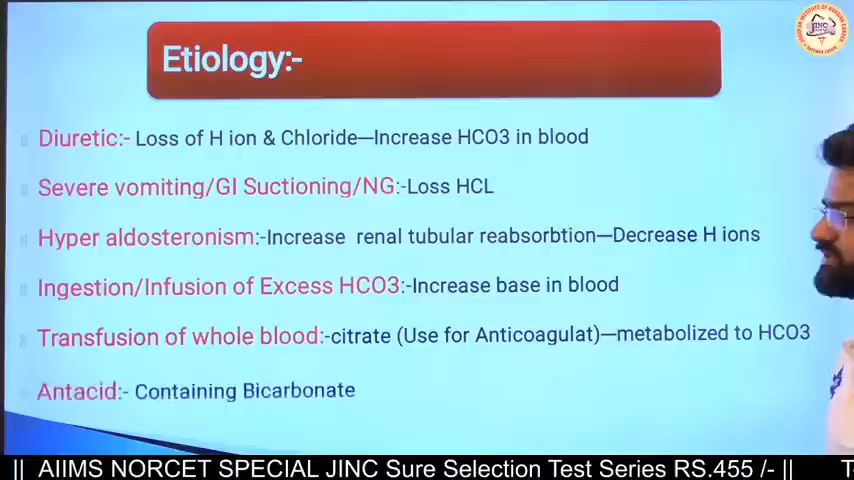 Etiology:-
Diuretic:- Loss of H ion & Chloride—Increase HCO3 in blood
Severe vomiting/GI Suctioning/NG:-Loss HCL
Hyper aldosteronism:-Increase renal tubular reabsorbtion—Decrease H ions
Ingestion/Infusion of Excess HCO3:-Increase base in blood
Transfusion of whole blood:-citrate (Use for Anticoagulat)—metabolized to HCO3
Antacid:- Containing Bicarbonate
JINC
|| AIIMS NORCET SPECIAL JINC Sure Selection Test Series RS.455 /- || T